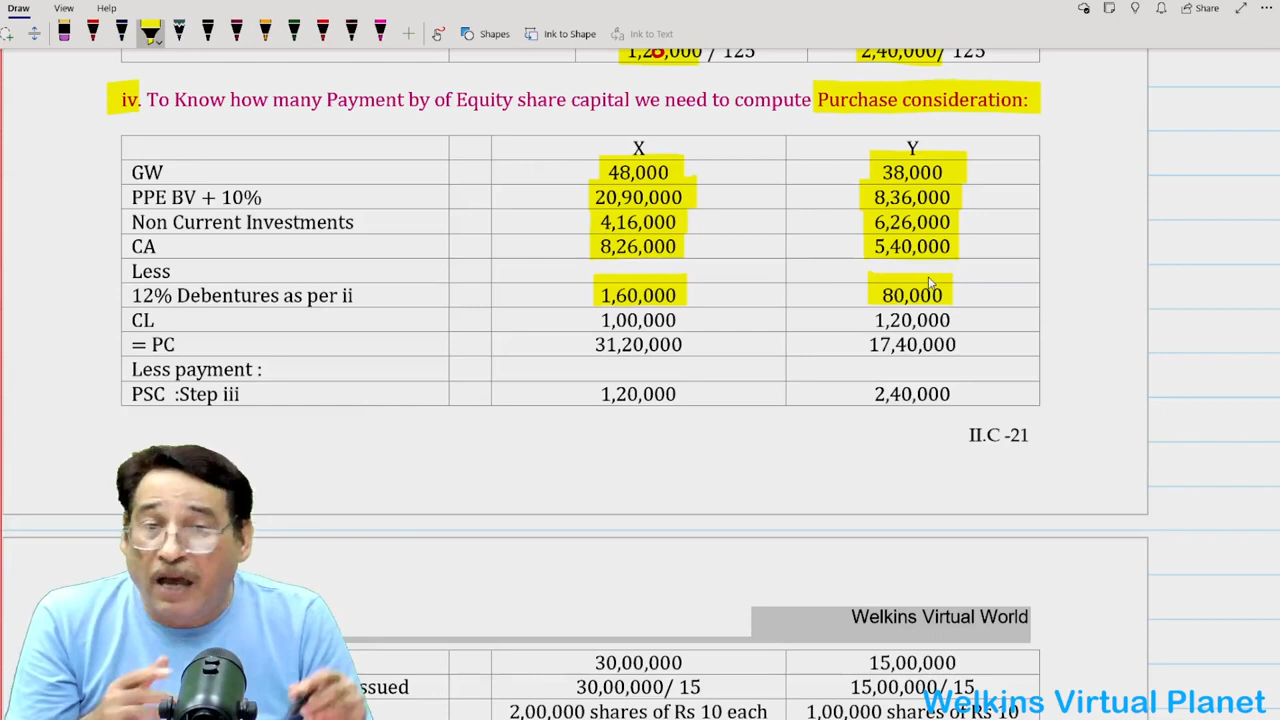 Draw View Help
Share
Shapes Ink to Shape Ink to Text
1,20,000 / 125 2,40,000/ 125
iv. To Know how many Payment by of Equity share capital we need to compute Purchase consideration:
X Y
GW 48,000 38,000
PPE BV + 10% 20,90,000 8,36,000
Non Current Investments 4,16,000 6,26,000
CA 8,26,000 5,40,000
Less
12% Debentures as per ii 1,60,000 80,000
CL 1,00,000 1,20,000
= PC 31,20,000 17,40,000
Less payment :
PSC :Step iii 1,20,000 2,40,000
II.C -21
Welkins Virtual World
30,00,000 15,00,000
ssued 30,00,000/ 15 15,00,000/ 15
2,00,000 shares of Rs 10 each 1,00,000 shares of Rs 10
Welkins Virtual Planet